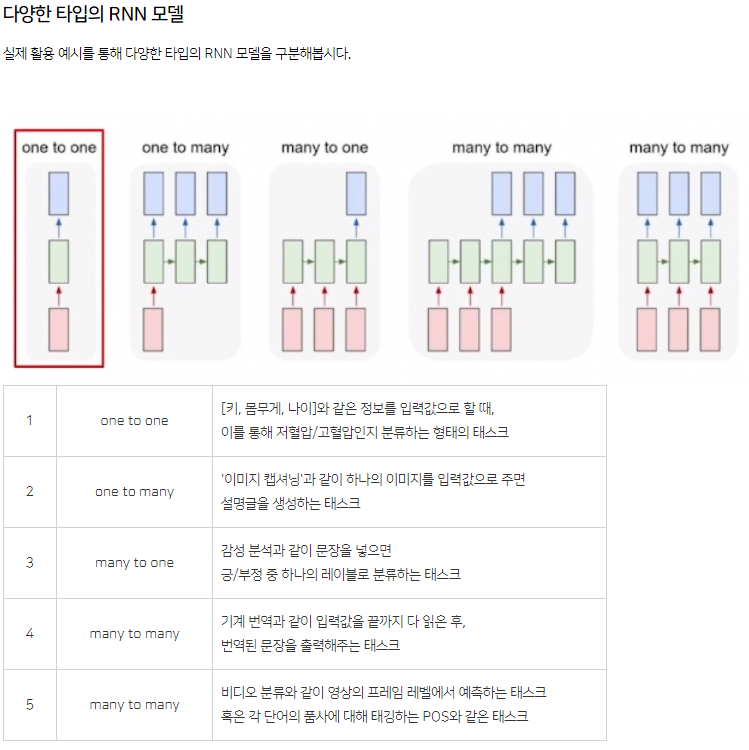 다양한 타입의 RNN 모델
실제 활용 예시를 통해 다양한 타입의 RNN 모델을 구분해봅시다.
one to one
one to many
many to one
many to many
many to many
1
one to one
[키, 몸무게, 나이]와 같은 정보를 입력값으로 할 때,
이를 통해 저혈압/고혈압인지 분류하는 형태의 태스크
2
one to many
'이미지 캡셔닝'과 같이 하나의 이미지를 입력값으로 주면
설명글을 생성하는 태스크
3
many to one
감성 분석과 같이 문장을 넣으면
긍/부정 중 하나의 레이블로 분류하는 태스크
4
many to many
기계 번역과 같이 입력값을 끝까지 다 읽은 후,
번역된 문장을 출력해주는 태스크
5
many to many
비디오 분류와 같이 영상의 프레임 레벨에서 예측하는 태스크
혹은 각 단어의 품사에 대해 태깅하는 POS와 같은 태스크